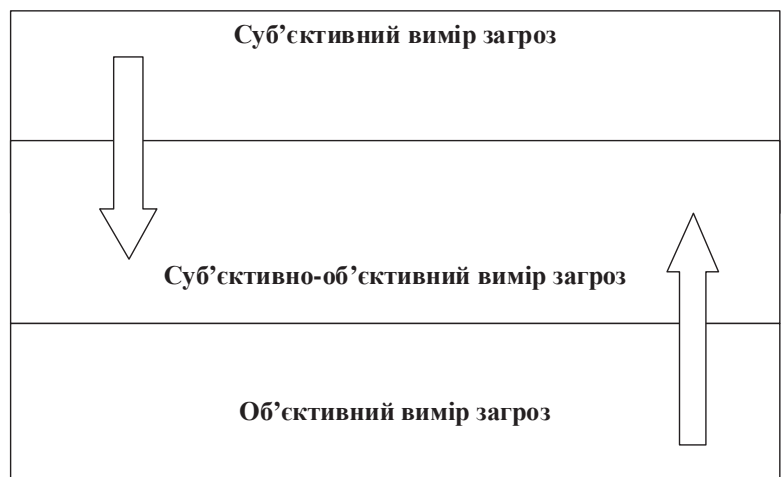 Суб’єктивний вимір загроз
Суб’єктивно-об’єктивний вимір загроз
Об’єктивний вимір загроз